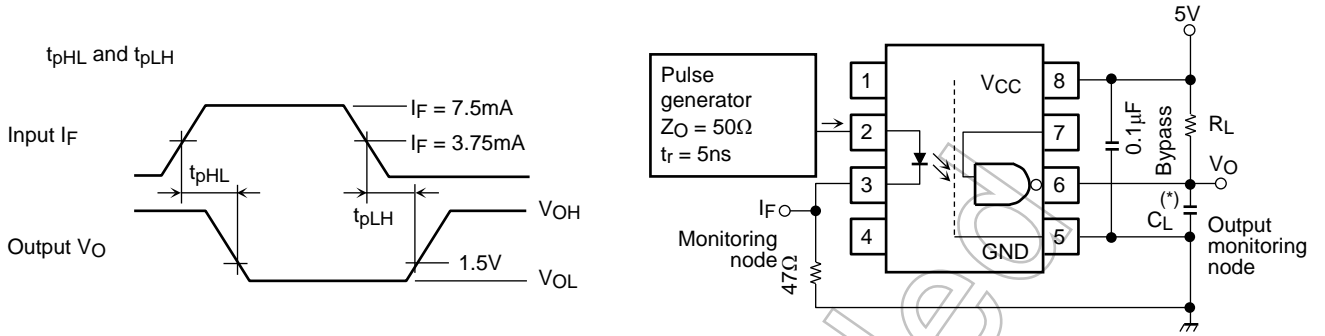 tpHL and tpLH
Input IF
IF = 7.5mA
IF = 3.75mA
tpHL
tpLH
Output VO
VOH
1.5V
VOL
Pulse
generator
ZO = 50Ω
tr = 5ns
5V
1
2
3
4
VCC
8
7
6
5
GND
0.1μF
Bypass
RL
VO
(*)
CL
IF
Monitoring
node
47Ω
Output
monitoring
node